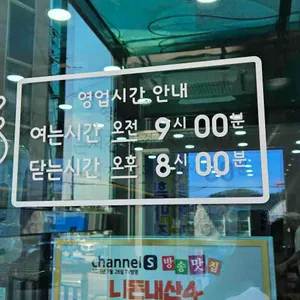 영업시간 안내
여는시간 오전 9시 00분
닫는시간 오후 8시 00분
channel S 방송맛집